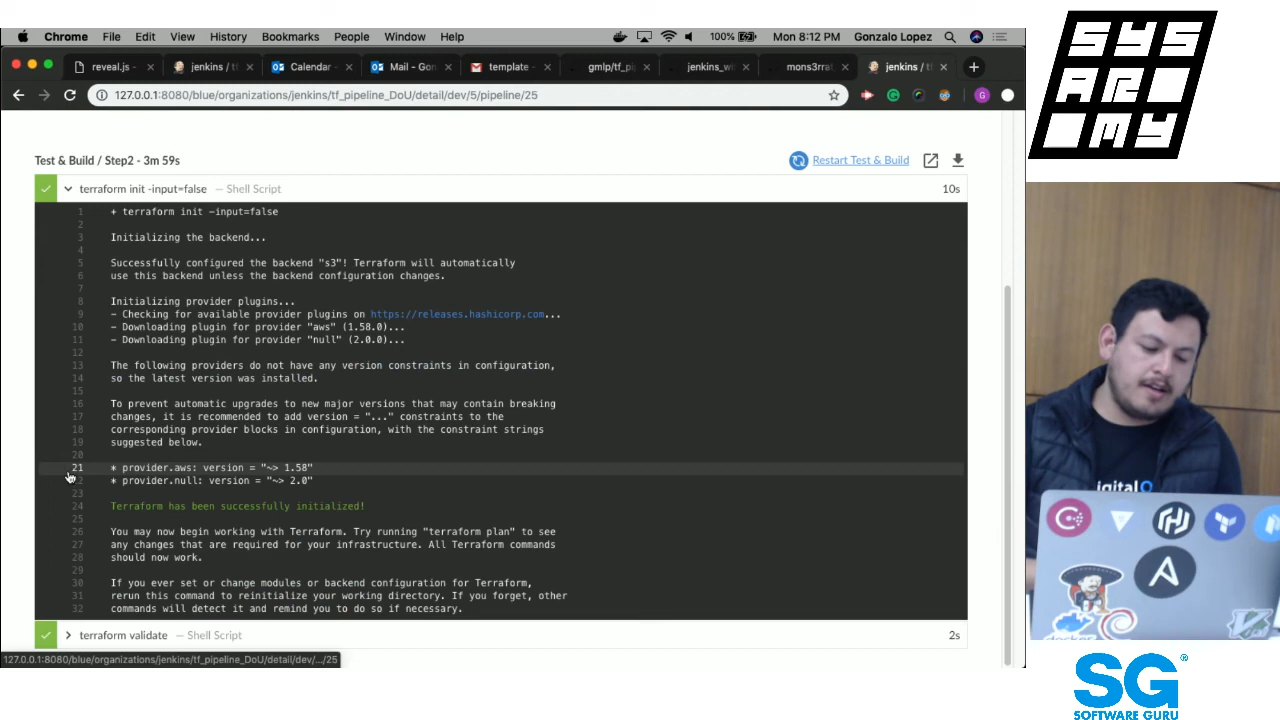 Chrome File Edit View History Bookmarks People Window Help 100% Mon 8:12 PM Gonzalo Lopez
reveal.js - jenkins / tf Calendar - Mail - Gon template - gmlp/tf_pi jenkins_wi mons3rrat jenkins / tf
127.0.0.1:8080/blue/organizations/jenkins/tf_pipeline_DoU/detail/dev/5/pipeline/25
G
Test & Build / Step2 - 3m 59s
Restart Test & Build
terraform init -input=false — Shell Script 10s
1 + terraform init -input=false
2
3 Initializing the backend...
4
5 Successfully configured the backend "s3"! Terraform will automatically
6 use this backend unless the backend configuration changes.
7
8 Initializing provider plugins...
9 - Checking for available provider plugins on https://releases.hashicorp.com...
10 - Downloading plugin for provider "aws" (1.58.0)...
11 - Downloading plugin for provider "null" (2.0.0)...
12
13 The following providers do not have any version constraints in configuration,
14 so the latest version was installed.
15
16 To prevent automatic upgrades to new major versions that may contain breaking
17 changes, it is recommended to add version = "..." constraints to the
18 corresponding provider blocks in configuration, with the constraint strings
19 suggested below.
20
21 * provider.aws: version = "~> 1.58"
22 * provider.null: version = "~> 2.0"
23
24 Terraform has been successfully initialized!
25
26 You may now begin working with Terraform. Try running "terraform plan" to see
27 any changes that are required for your infrastructure. All Terraform commands
28 should now work.
29
30 If you ever set or change modules or backend configuration for Terraform,
31 rerun this command to reinitialize your working directory. If you forget, other
32 commands will detect it and remind you to do so if necessary.
terraform validate — Shell Script 2s
127.0.0.1:8080/blue/organizations/jenkins/tf_pipeline_DoU/detail/dev/.../25
SYS
AR
MY
igitalO
docker
SG®
SOFTWARE GURU